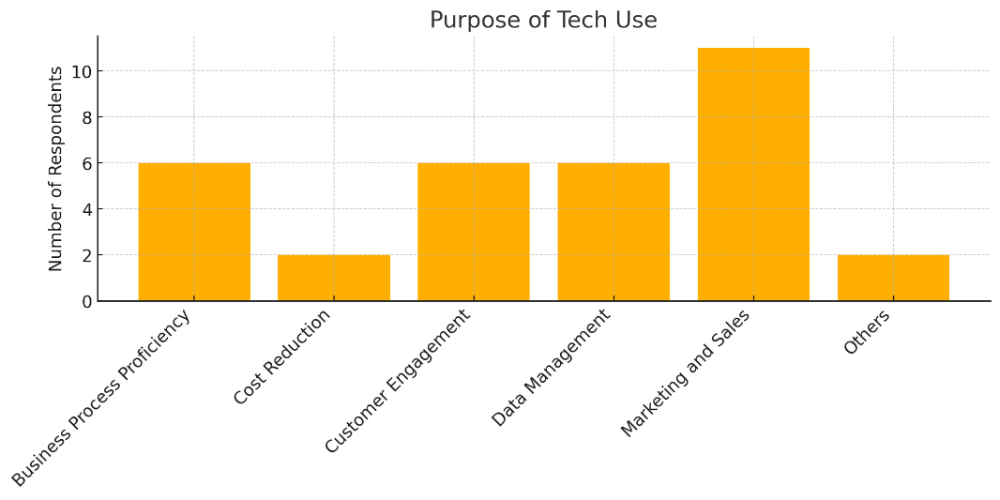 Purpose of Tech Use
Number of Respondents
10
8
6
4
2
0
Business Process Proficiency
Cost Reduction
Customer Engagement
Data Management
Marketing and Sales
Others